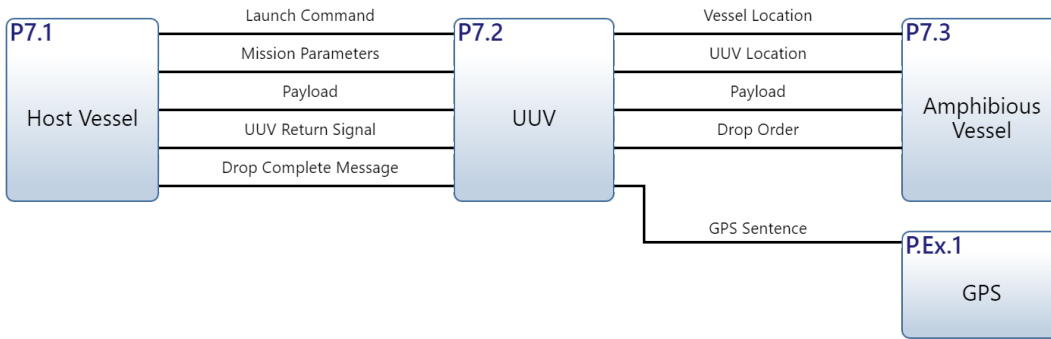 Launch Command
Vessel Location
P7.1
P7.2
P7.3
Mission Parameters
UUV Location
Payload
Payload
Host Vessel
UUV
Amphibious
Vessel
UUV Return Signal
Drop Order
Drop Complete Message
GPS Sentence
P.Ex.1
GPS